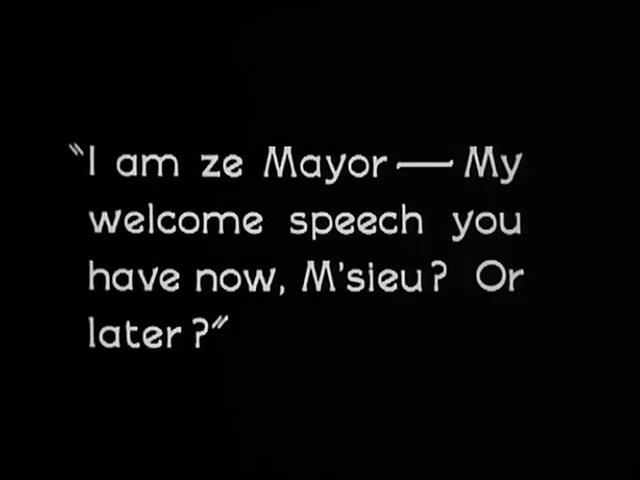 "I am ze Mayor — My
welcome speech you
have now, M'sieu? Or
later?"